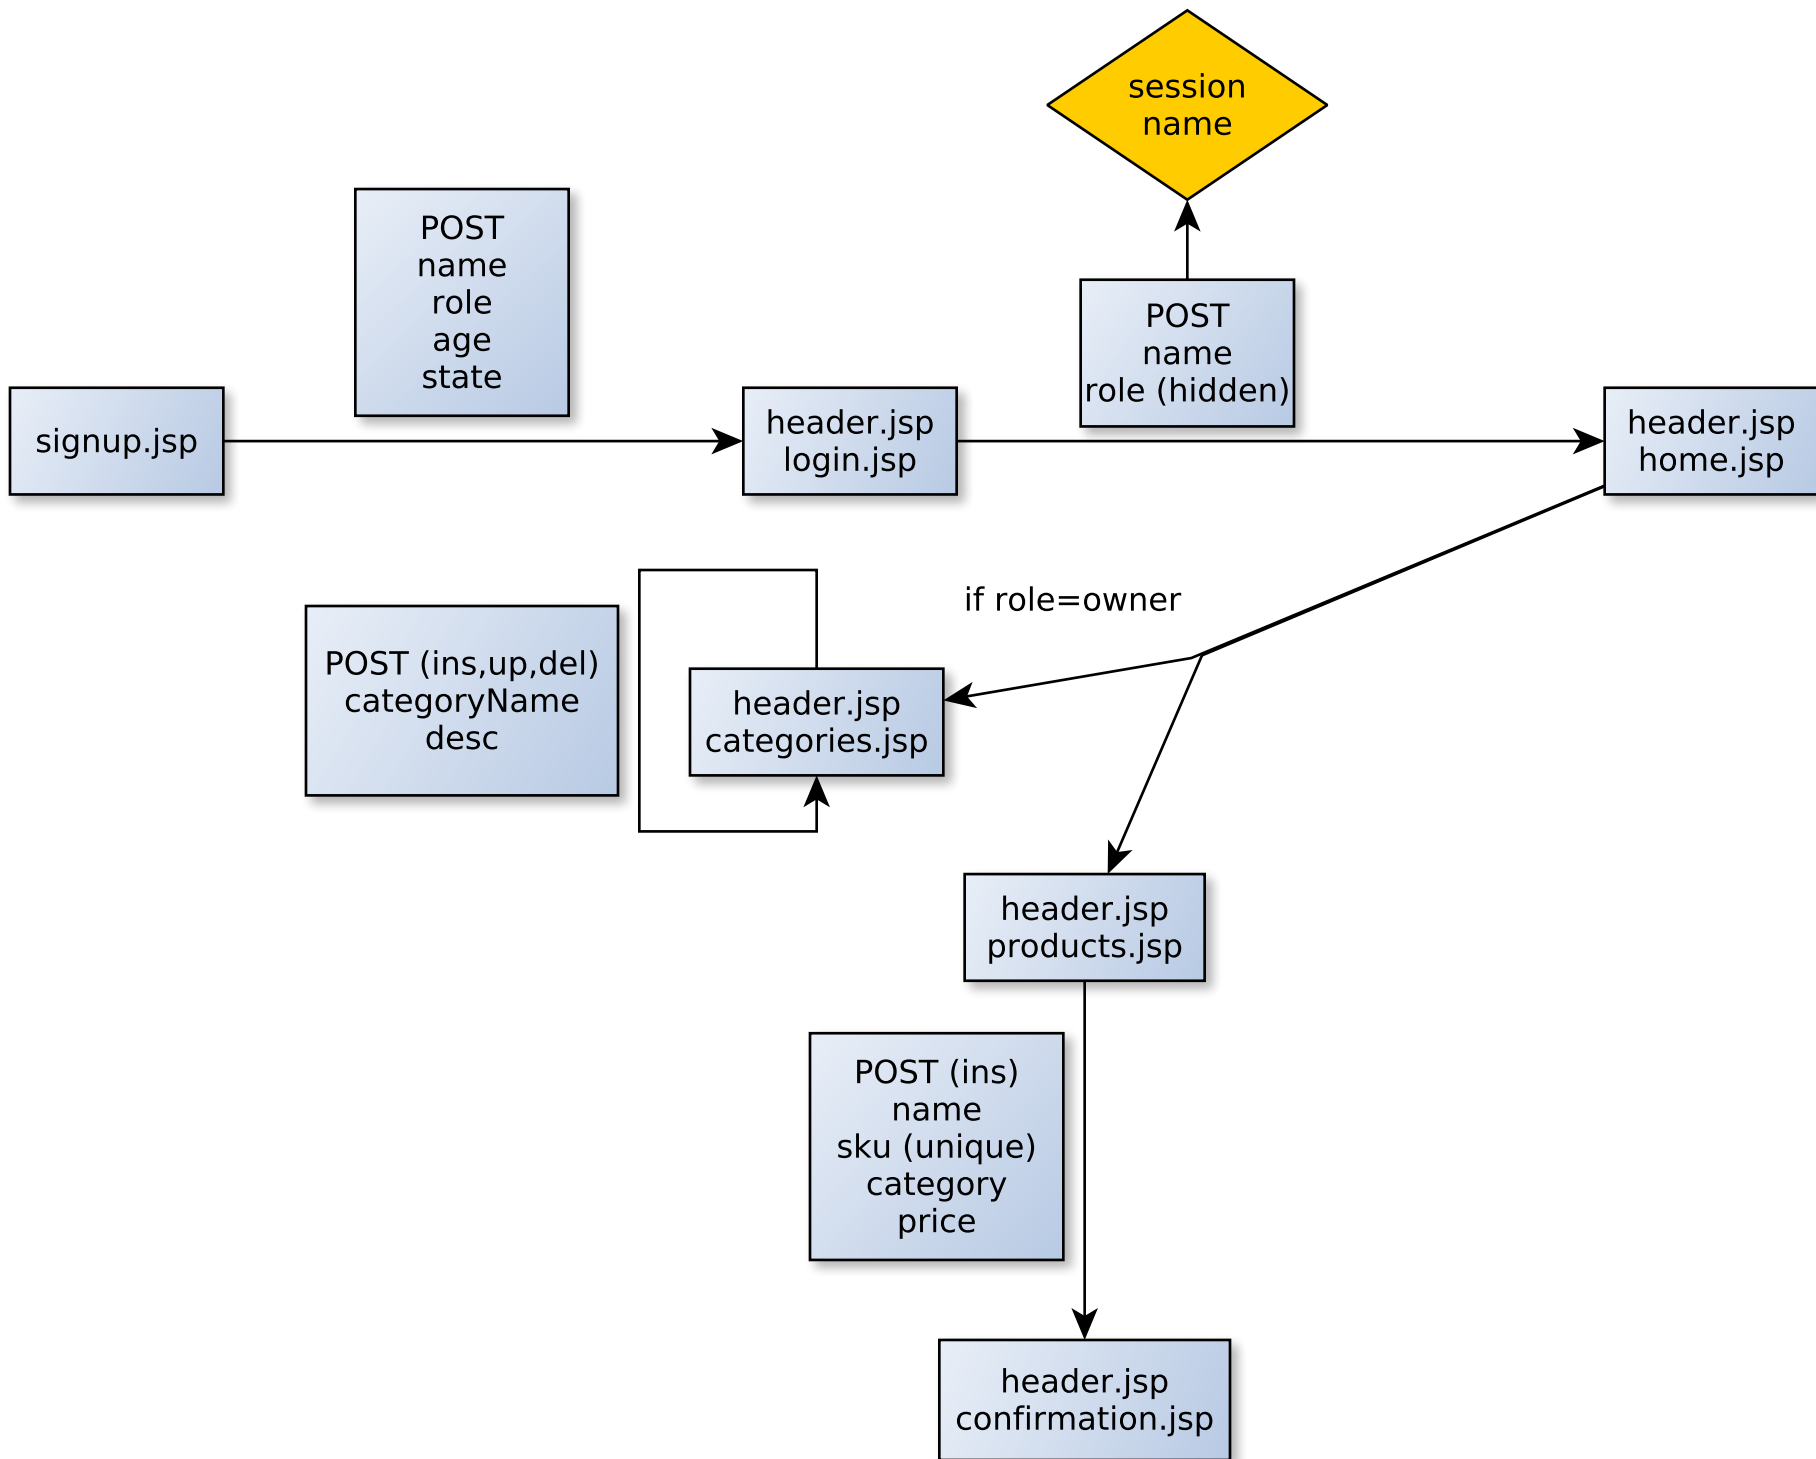 session
name
POST
name
role
age
state
POST
name
role (hidden)
signup.jsp
header.jsp
login.jsp
header.jsp
home.jsp
if role=owner
POST (ins,up,del)
categoryName
desc
header.jsp
categories.jsp
header.jsp
products.jsp
POST (ins)
name
sku (unique)
category
price
header.jsp
confirmation.jsp